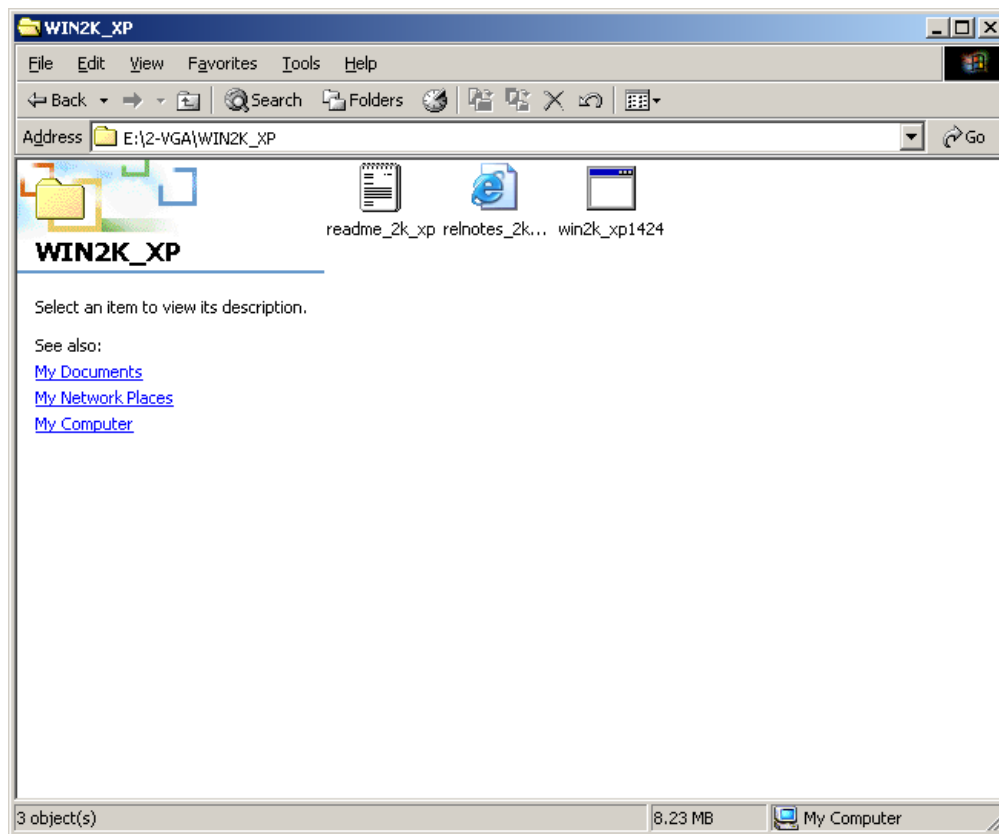 WIN2K_XP
File Edit View Favorites Tools Help
Back Search Folders
Address E:\2-VGA\WIN2K_XP Go
readme_2k_xp relnotes_2k... win2k_xp1424
WIN2K_XP
Select an item to view its description.
See also:
My Documents
My Network Places
My Computer
3 object(s) 8.23 MB My Computer